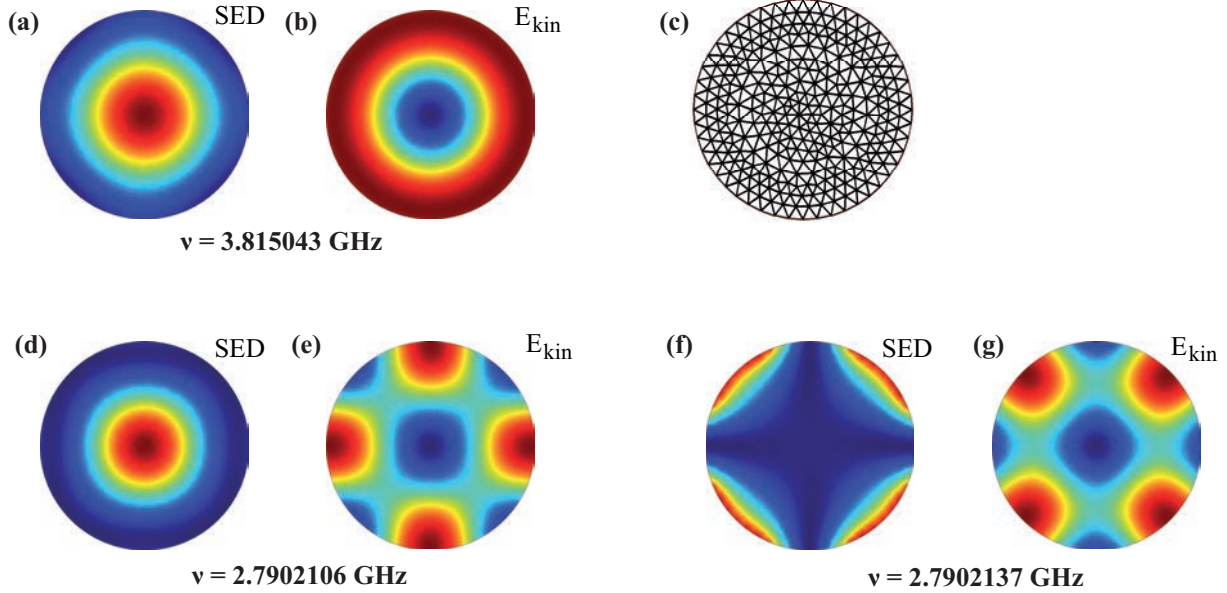 (a) SED (b) E_kin (c)
ν = 3.815043 GHz
(d) SED (e) E_kin (f) SED (g) E_kin
ν = 2.7902106 GHz ν = 2.7902137 GHz